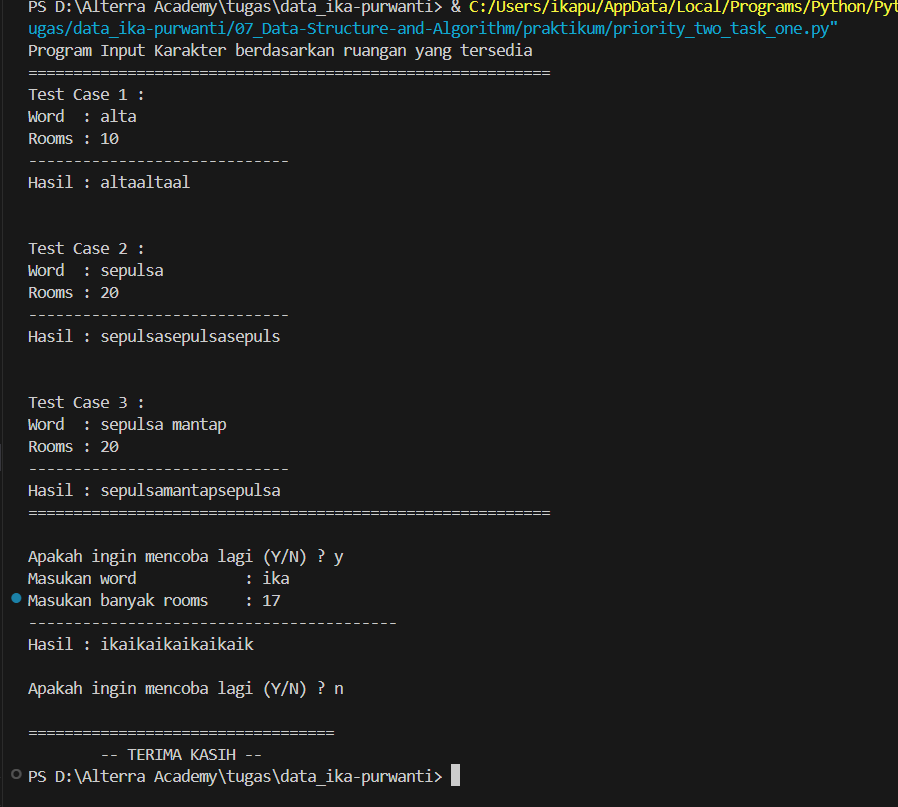 PS D:\Alterra Academy\tugas\data_ika-purwanti> & C:/Users/ikapu/AppData/Local/Programs/Python/Pyt
ugas/data_ika-purwanti/07_Data-Structure-and-Algorithm/praktikum/priority_two_task_one.py"
Program Input Karakter berdasarkan ruangan yang tersedia
==========================================================
Test Case 1 :
Word  : alta
Rooms : 10
-----------------------------
Hasil : altaaltaal
Test Case 2 :
Word  : sepulsa
Rooms : 20
-----------------------------
Hasil : sepulsasepulsasepuls
Test Case 3 :
Word  : sepulsa mantap
Rooms : 20
-----------------------------
Hasil : sepulsamantapsepulsa
==========================================================
Apakah ingin mencoba lagi (Y/N) ? y
Masukan word            : ika
Masukan banyak rooms    : 17
-----------------------------------------
Hasil : ikaikaikaikaikaik
Apakah ingin mencoba lagi (Y/N) ? n
==================================
-- TERIMA KASIH --
PS D:\Alterra Academy\tugas\data_ika-purwanti>